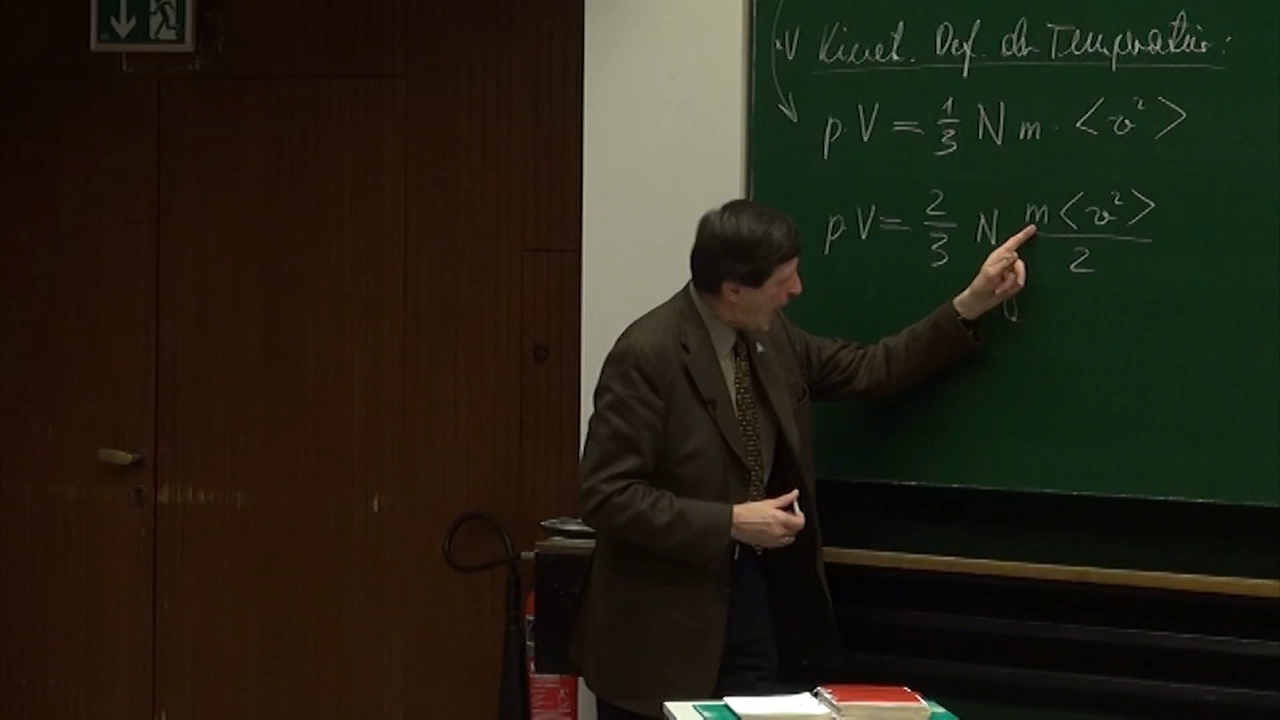 ·V Kinet. Def. der Temperatur:
p V = 1/3 N m · <v²>
p V = 2/3 N m <v²> / 2